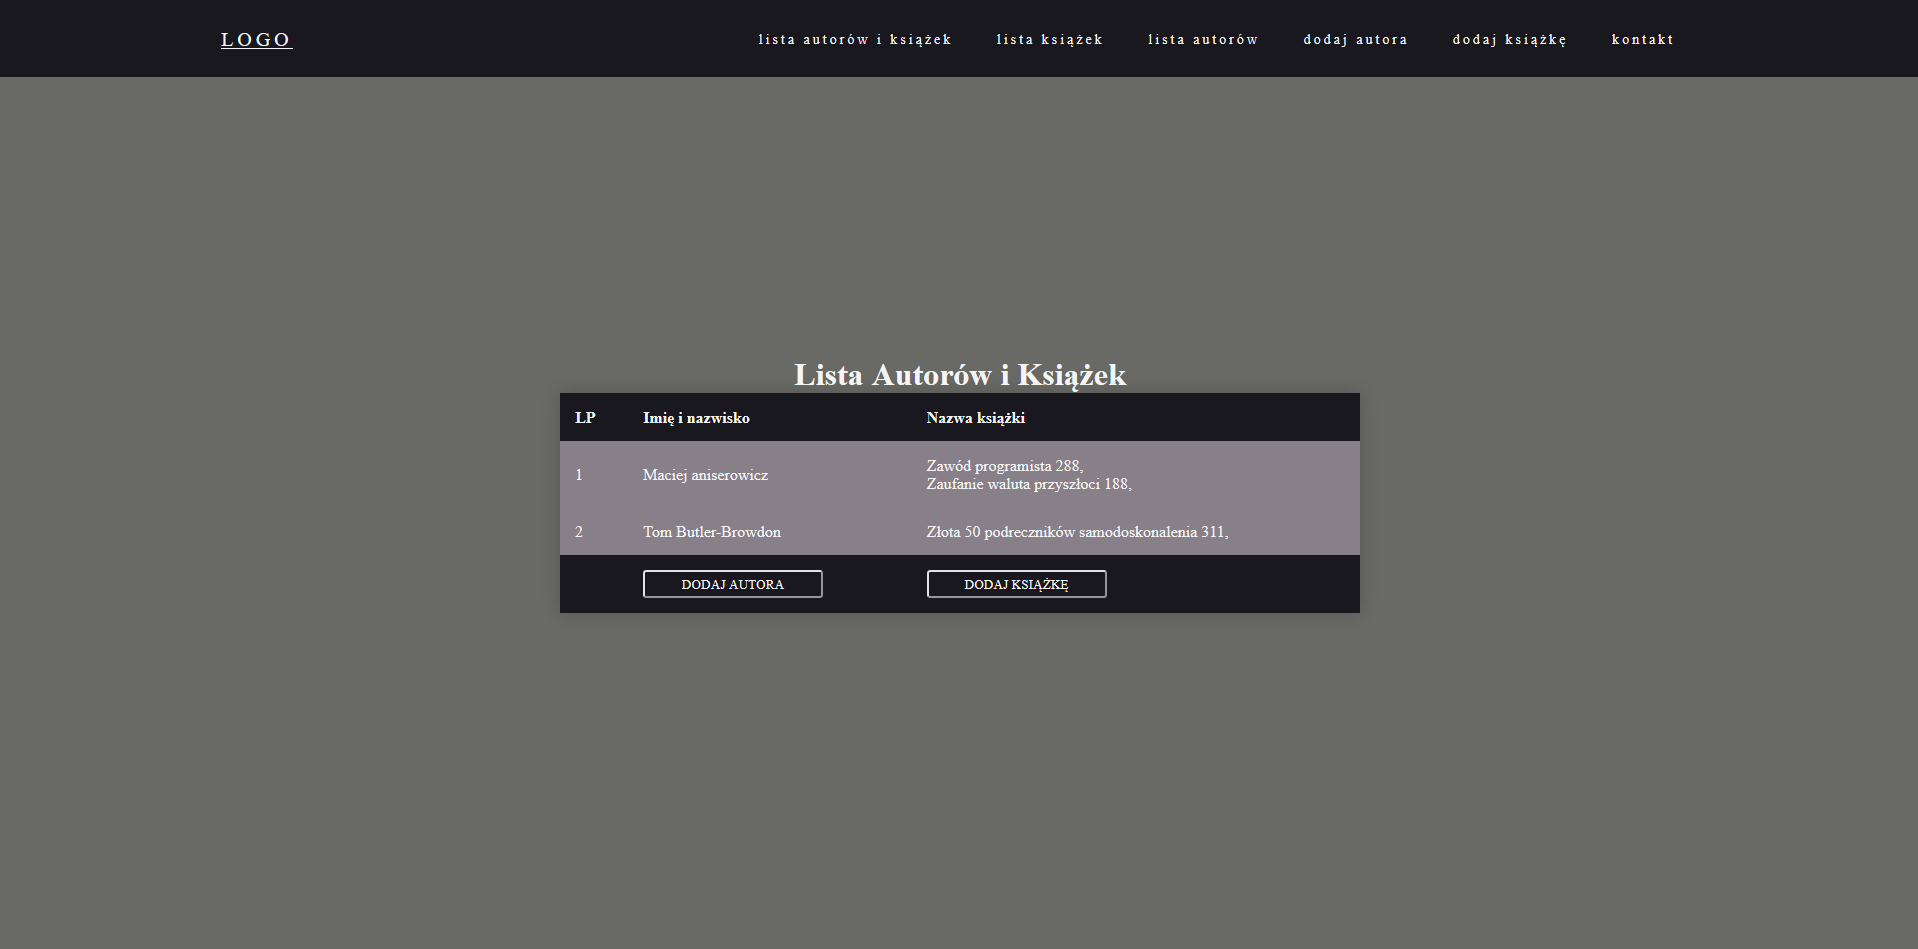 LOGO
lista autorów i książek
lista książek
lista autorów
dodaj autora
dodaj książkę
kontakt
Lista Autorów i Książek
LP Imię i nazwisko Nazwa książki
1 Maciej aniserowicz Zawód programista 288,
Zaufanie waluta przyszłoci 188,
2 Tom Butler-Browdon Złota 50 podreczników samodoskonalenia 311,
DODAJ AUTORA DODAJ KSIĄŻKĘ